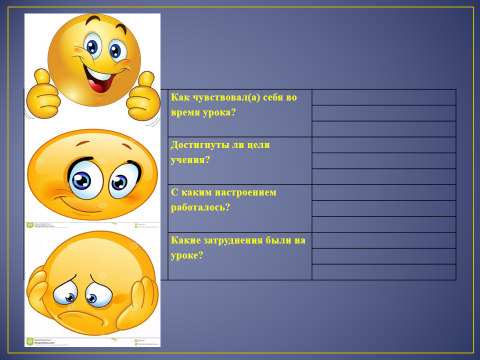 Как чувствовал(а) себя во
время урока?
Достигнуты ли цели
учения?
С каким настроением
работалось?
Какие затруднения были на
уроке?